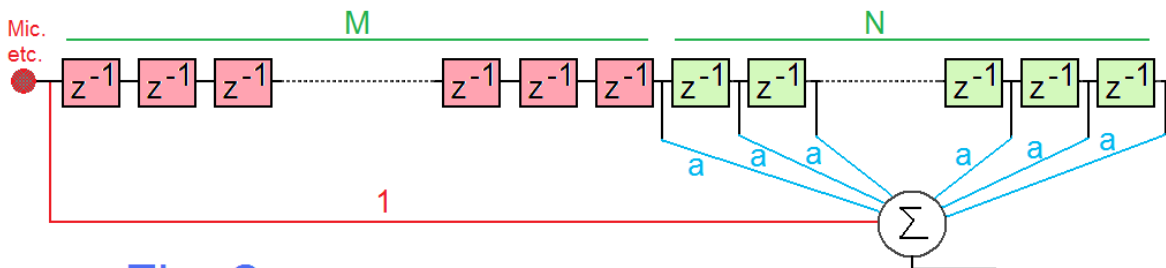 Mic.
etc.
M
N
z⁻¹ z⁻¹ z⁻¹ z⁻¹ z⁻¹ z⁻¹ z⁻¹ z⁻¹ z⁻¹ z⁻¹ z⁻¹
a a a a a a
1
Σ